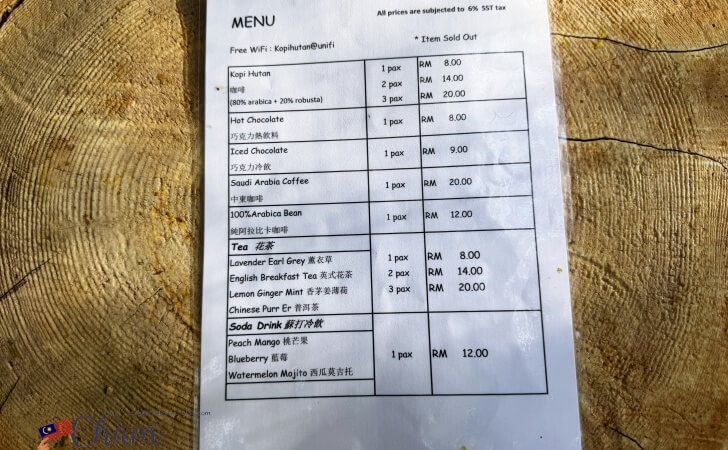 MENU
All prices are subjected to 6% SST tax
Free WiFi : Kopihutan@unifi
* Item Sold Out
Kopi Hutan 1 pax RM 8.00
咖啡 2 pax RM 14.00
(80% arabica + 20% robusta) 3 pax RM 20.00
Hot Chocolate 1 pax RM 8.00
巧克力熱飲料
Iced Chocolate 1 pax RM 9.00
巧克力冷飲
Saudi Arabia Coffee 1 pax RM 20.00
中東咖啡
100%Arabica Bean 1 pax RM 12.00
純阿拉比卡咖啡
Tea 花茶
Lavender Earl Grey 薰衣草 1 pax RM 8.00
English Breakfast Tea 英式花茶 2 pax RM 14.00
Lemon Ginger Mint 香茅姜薄荷 3 pax RM 20.00
Chinese Purr Er 普洱茶
Soda Drink 蘇打冷飲
Peach Mango 桃芒果
Blueberry 藍莓 1 pax RM 12.00
Watermelon Mojito 西瓜莫吉托
Cham